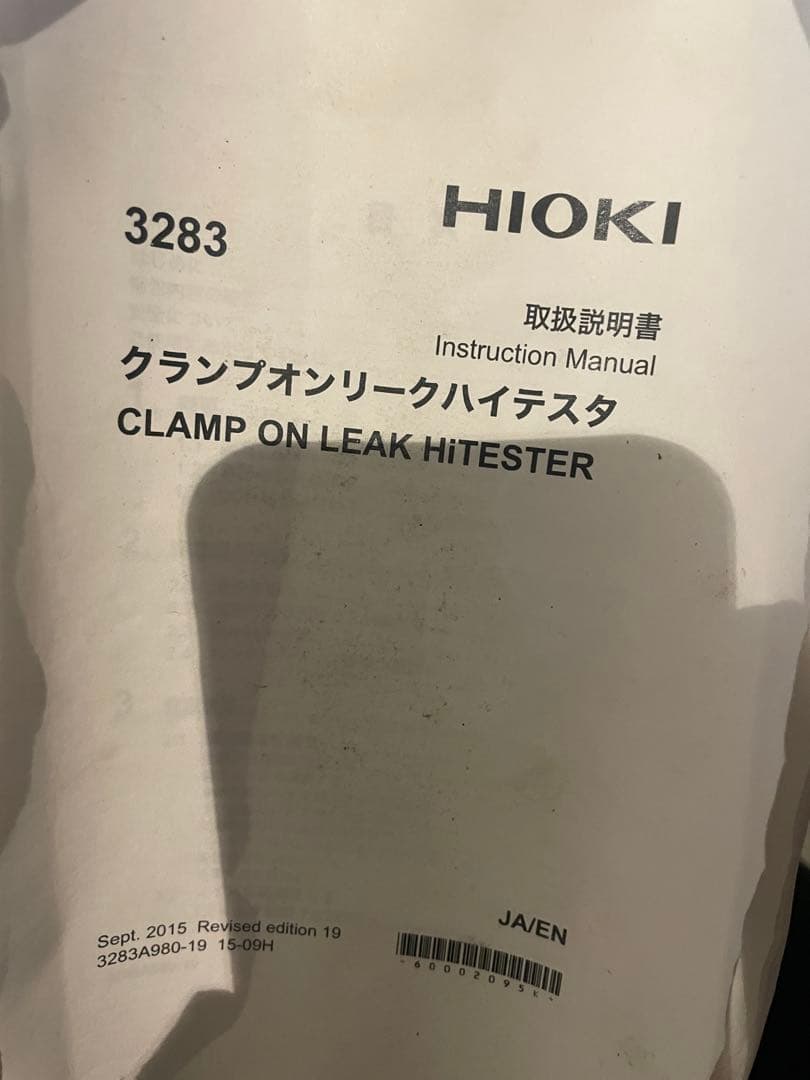 3283
HIOKI
取扱説明書
Instruction Manual
クランプオンリークハイテスタ
CLAMP ON LEAK HiTESTER
Sept. 2015 Revised edition 19
3283A980-19 15-09H
JA/EN